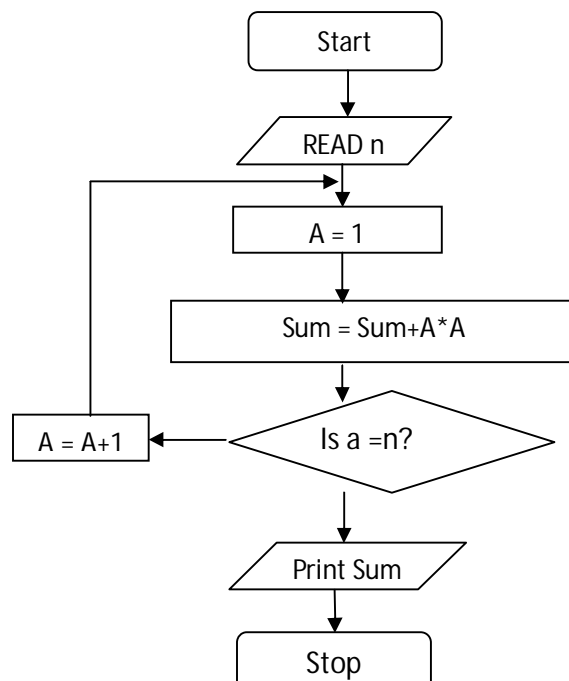 Start
READ n
A = 1
Sum = Sum+A*A
Is a =n?
A = A+1
Print Sum
Stop